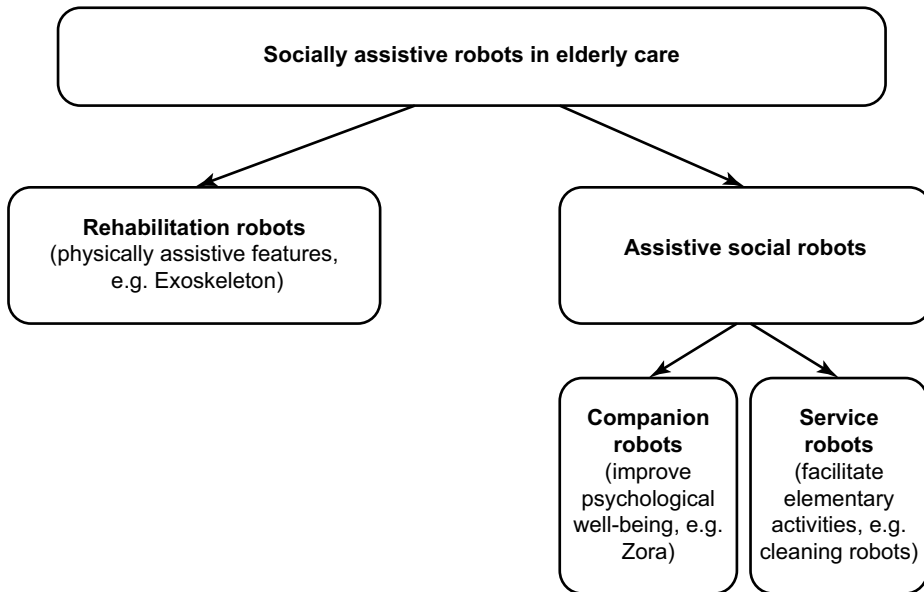 Socially assistive robots in elderly care
Rehabilitation robots
(physically assistive features,
e.g. Exoskeleton)
Assistive social robots
Companion
robots
(improve
psychological
well-being, e.g.
Zora)
Service
robots
(facilitate
elementary
activities, e.g.
cleaning robots)